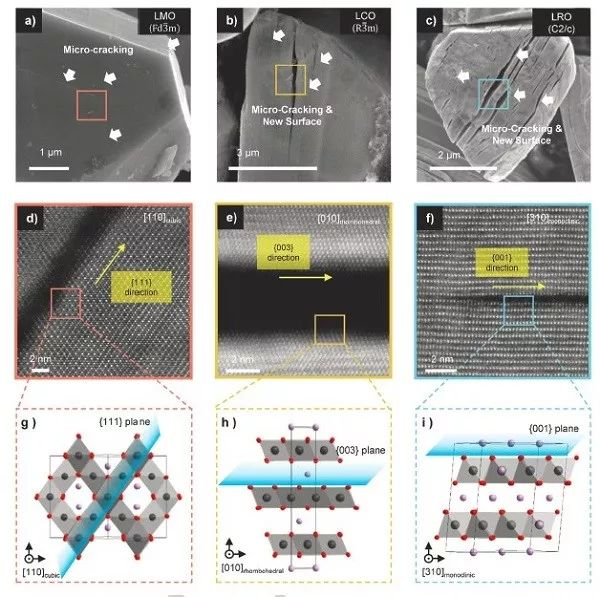 a)
LMO
(Fd3̄m)
Micro-cracking
1 μm
b)
LCO
(R3̄m)
Micro-Cracking &
New Surface
3 μm
c)
LRO
(C2/c)
Micro-Cracking &
New Surface
2 μm
d)
[110]cubic
{111}
direction
2 nm
e)
[010]rhombohedral
{003}
direction
2 nm
f)
[310]monoclinic
{001}
direction
2 nm
g)
{111} plane
[110]cubic
h)
{003} plane
[010]rhombohedral
i)
{001} plane
[310]monoclinic